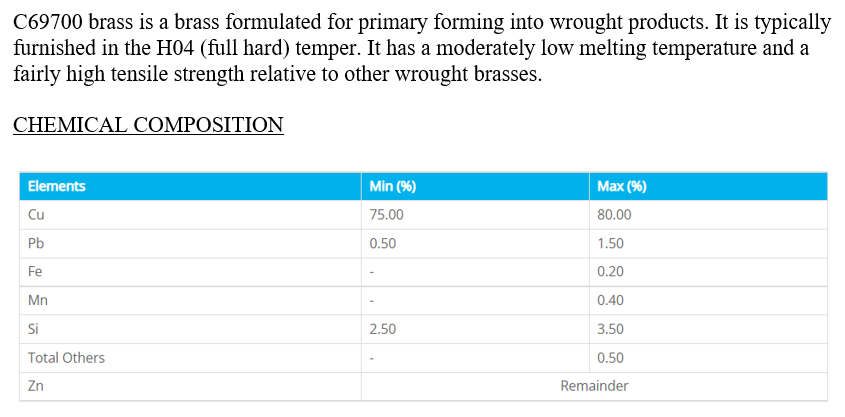 C69700 brass is a brass formulated for primary forming into wrought products. It is typically
furnished in the H04 (full hard) temper. It has a moderately low melting temperature and a
fairly high tensile strength relative to other wrought brasses.
CHEMICAL COMPOSITION
Elements Min (%) Max (%)
Cu 75.00 80.00
Pb 0.50 1.50
Fe - 0.20
Mn - 0.40
Si 2.50 3.50
Total Others - 0.50
Zn Remainder